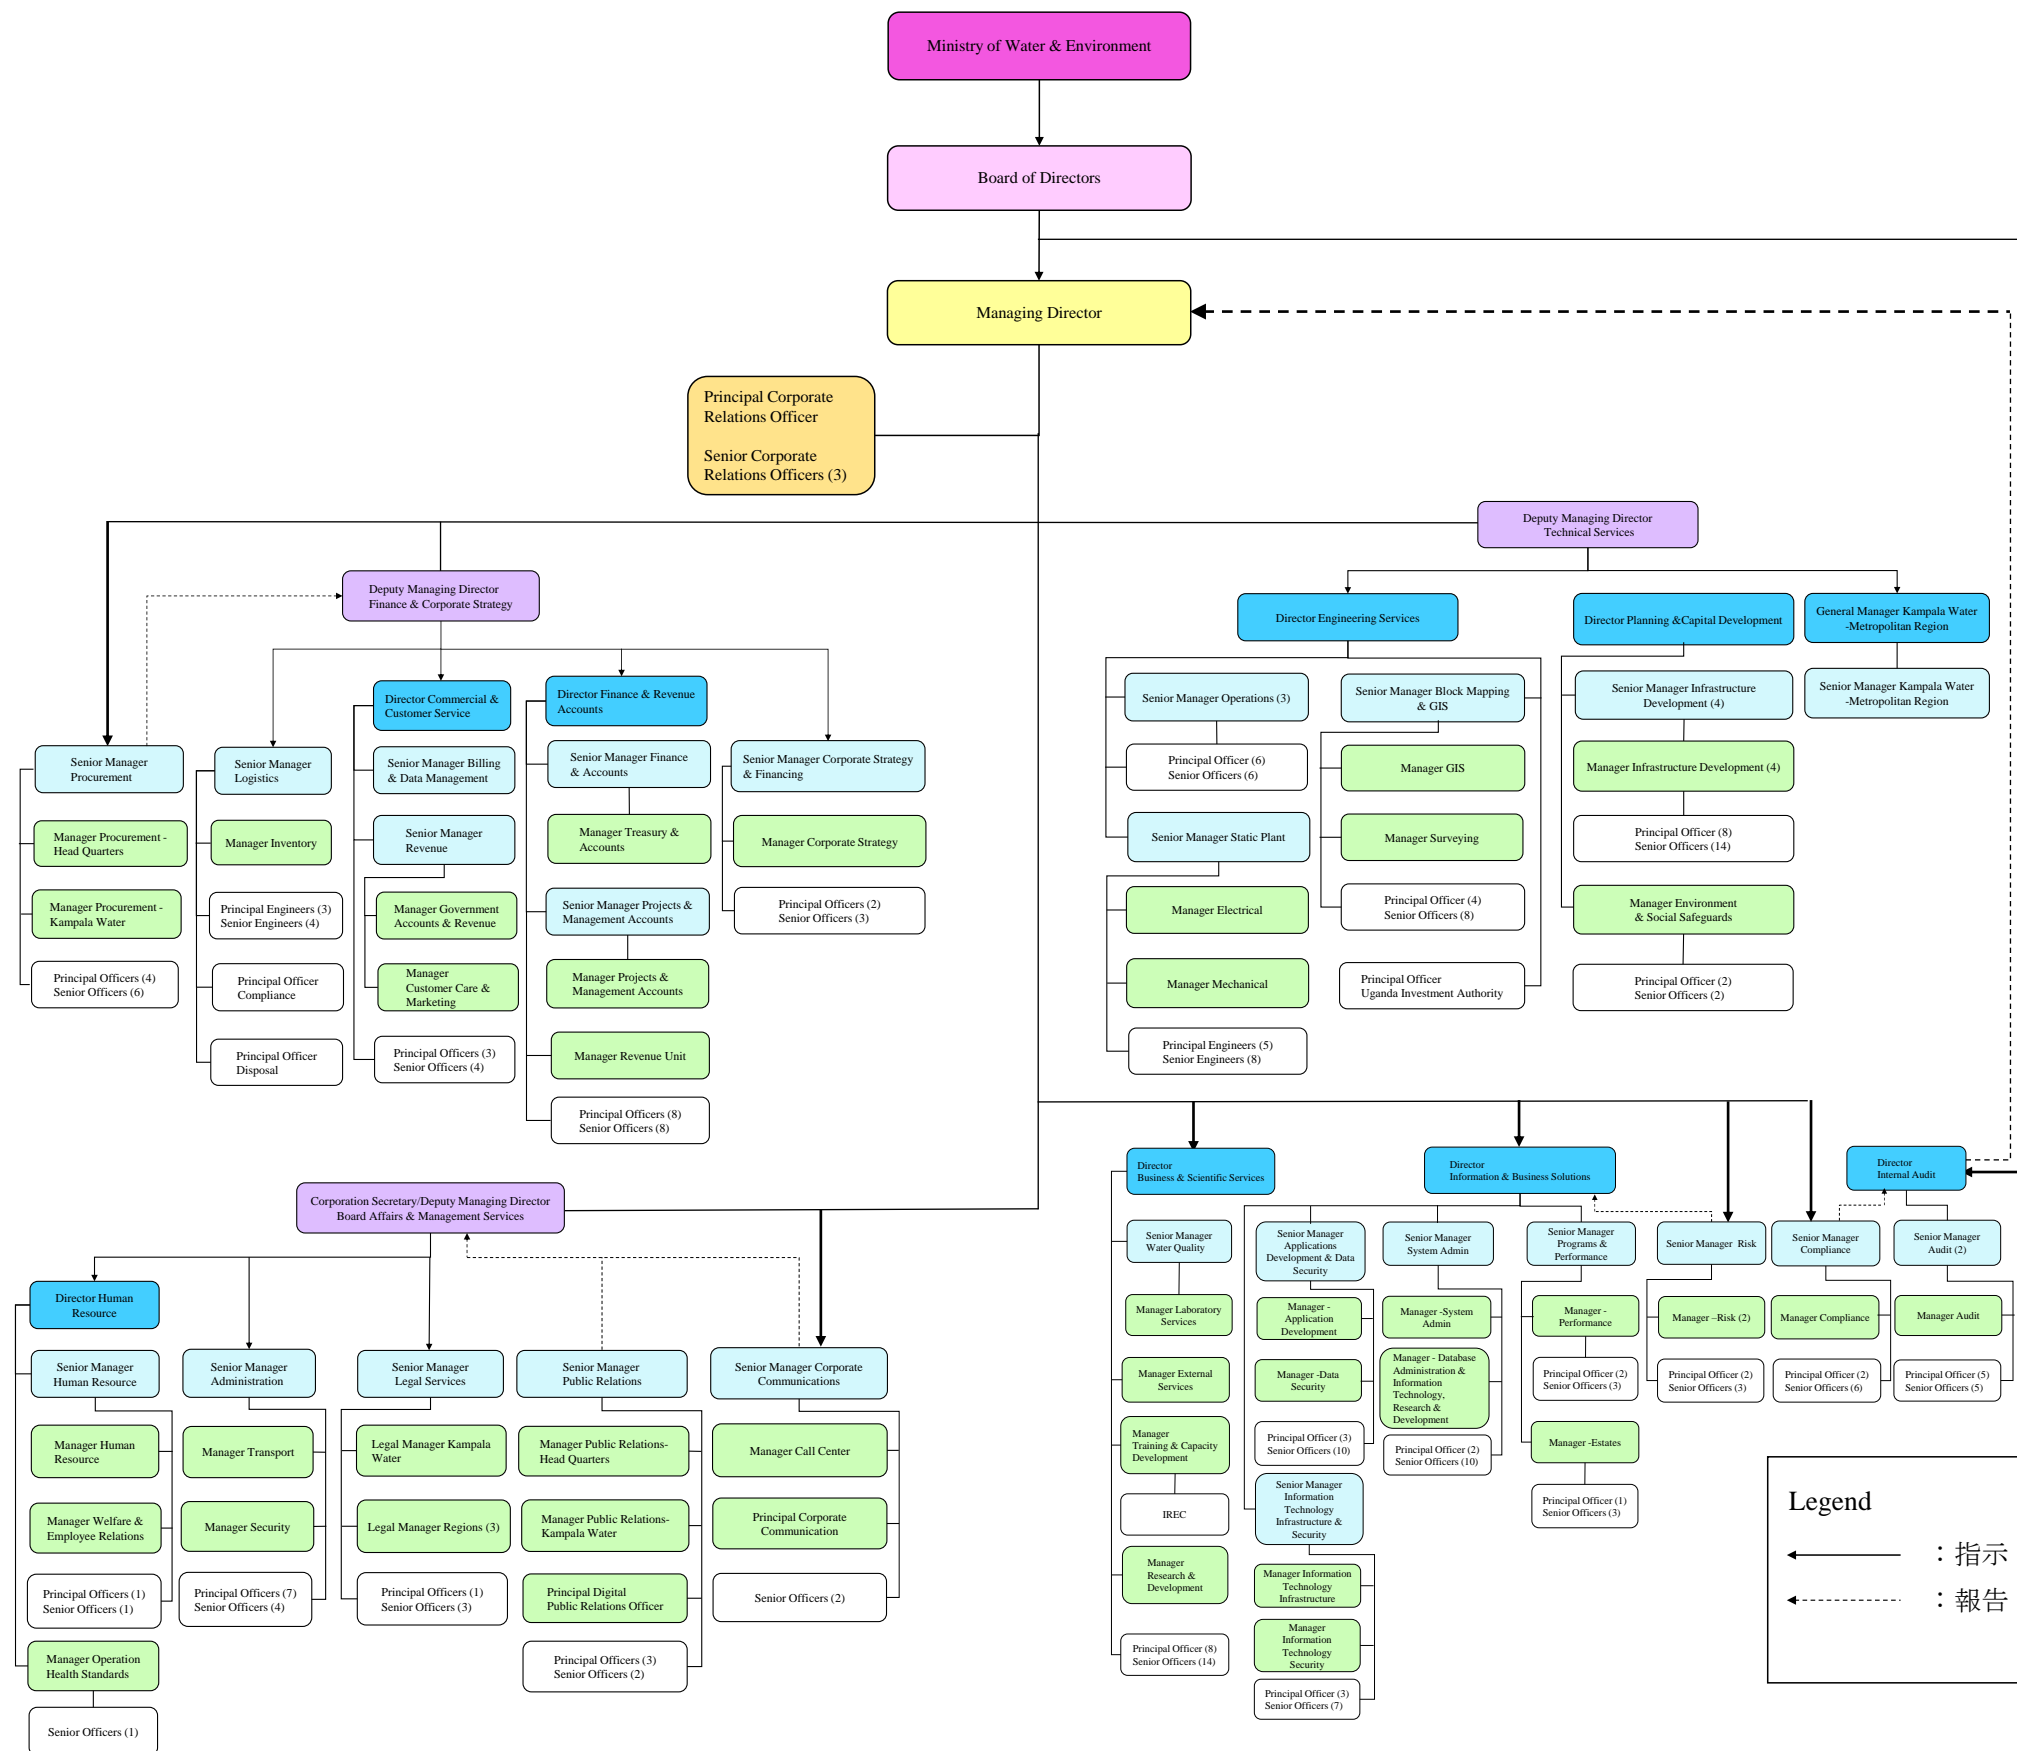 Ministry of Water & Environment
Board of Directors
Managing Director
Principal Corporate
Relations Officer
Senior Corporate
Relations Officers (3)
Deputy Managing Director
Technical Services
Deputy Managing Director
Finance & Corporate Strategy
Director Engineering Services
Director Planning &Capital Development
General Manager Kampala Water
-Metropolitan Region
Director Commercial &
Customer Service
Director Finance & Revenue
Accounts
Senior Manager Operations (3)
Senior Manager Block Mapping
& GIS
Senior Manager Infrastructure
Development (4)
Senior Manager Kampala Water
-Metropolitan Region
Senior Manager
Procurement
Senior Manager
Logistics
Senior Manager Billing
& Data Management
Senior Manager Finance
& Accounts
Senior Manager Corporate Strategy
& Financing
Principal Officer (6)
Senior Officers (6)
Manager GIS
Manager Infrastructure Development (4)
Manager Procurement -
Head Quarters
Manager Inventory
Senior Manager
Revenue
Manager Treasury &
Accounts
Manager Corporate Strategy
Senior Manager Static Plant
Manager Surveying
Principal Officer (8)
Senior Officers (14)
Manager Procurement -
Kampala Water
Principal Engineers (3)
Senior Engineers (4)
Manager Government
Accounts & Revenue
Senior Manager Projects &
Management Accounts
Principal Officers (2)
Senior Officers (3)
Manager Electrical
Principal Officer (4)
Senior Officers (8)
Manager Environment
& Social Safeguards
Principal Officers (4)
Senior Officers (6)
Principal Officer
Compliance
Manager
Customer Care &
Marketing
Manager Projects &
Management Accounts
Manager Mechanical
Principal Officer
Uganda Investment Authority
Principal Officer (2)
Senior Officers (2)
Principal Officer
Disposal
Principal Officers (3)
Senior Officers (4)
Manager Revenue Unit
Principal Engineers (5)
Senior Engineers (8)
Principal Officers (8)
Senior Officers (8)
Corporation Secretary/Deputy Managing Director
Board Affairs & Management Services
Director
Business & Scientific Services
Director
Information & Business Solutions
Director
Internal Audit
Senior Manager
Water Quality
Senior Manager
Applications
Development & Data
Security
Senior Manager
System Admin
Senior Manager
Programs &
Performance
Senior Manager  Risk
Senior Manager
Compliance
Senior Manager
Audit (2)
Director Human
Resource
Manager Laboratory
Services
Manager -
Application
Development
Manager -System
Admin
Manager -
Performance
Manager –Risk (2)
Manager Compliance
Manager Audit
Senior Manager
Human Resource
Senior Manager
Administration
Senior Manager
Legal Services
Senior Manager
Public Relations
Senior Manager Corporate
Communications
Manager External
Services
Manager -Data
Security
Manager - Database
Administration &
Information
Technology,
Research &
Development
Principal Officer (2)
Senior Officers (3)
Principal Officer (2)
Senior Officers (3)
Principal Officer (2)
Senior Officers (6)
Principal Officer (5)
Senior Officers (5)
Manager Human
Resource
Manager Transport
Legal Manager Kampala
Water
Manager Public Relations-
Head Quarters
Manager Call Center
Manager
Training & Capacity
Development
Principal Officer (3)
Senior Officers (10)
Principal Officer (2)
Senior Officers (10)
Manager -Estates
Manager Welfare &
Employee Relations
Manager Security
Legal Manager Regions (3)
Manager Public Relations-
Kampala Water
Principal Corporate
Communication
IREC
Senior Manager
Information
Technology
Infrastructure &
Security
Principal Officer (1)
Senior Officers (3)
Principal Officers (1)
Senior Officers (1)
Principal Officers (7)
Senior Officers (4)
Principal Officers (1)
Senior Officers (3)
Principal Digital
Public Relations Officer
Senior Officers (2)
Manager
Research &
Development
Manager Information
Technology
Infrastructure
Manager Operation
Health Standards
Principal Officers (3)
Senior Officers (2)
Principal Officer (8)
Senior Officers (14)
Manager
Information
Technology
Security
Senior Officers (1)
Principal Officer (3)
Senior Officers (7)
Legend
：指示
：報告